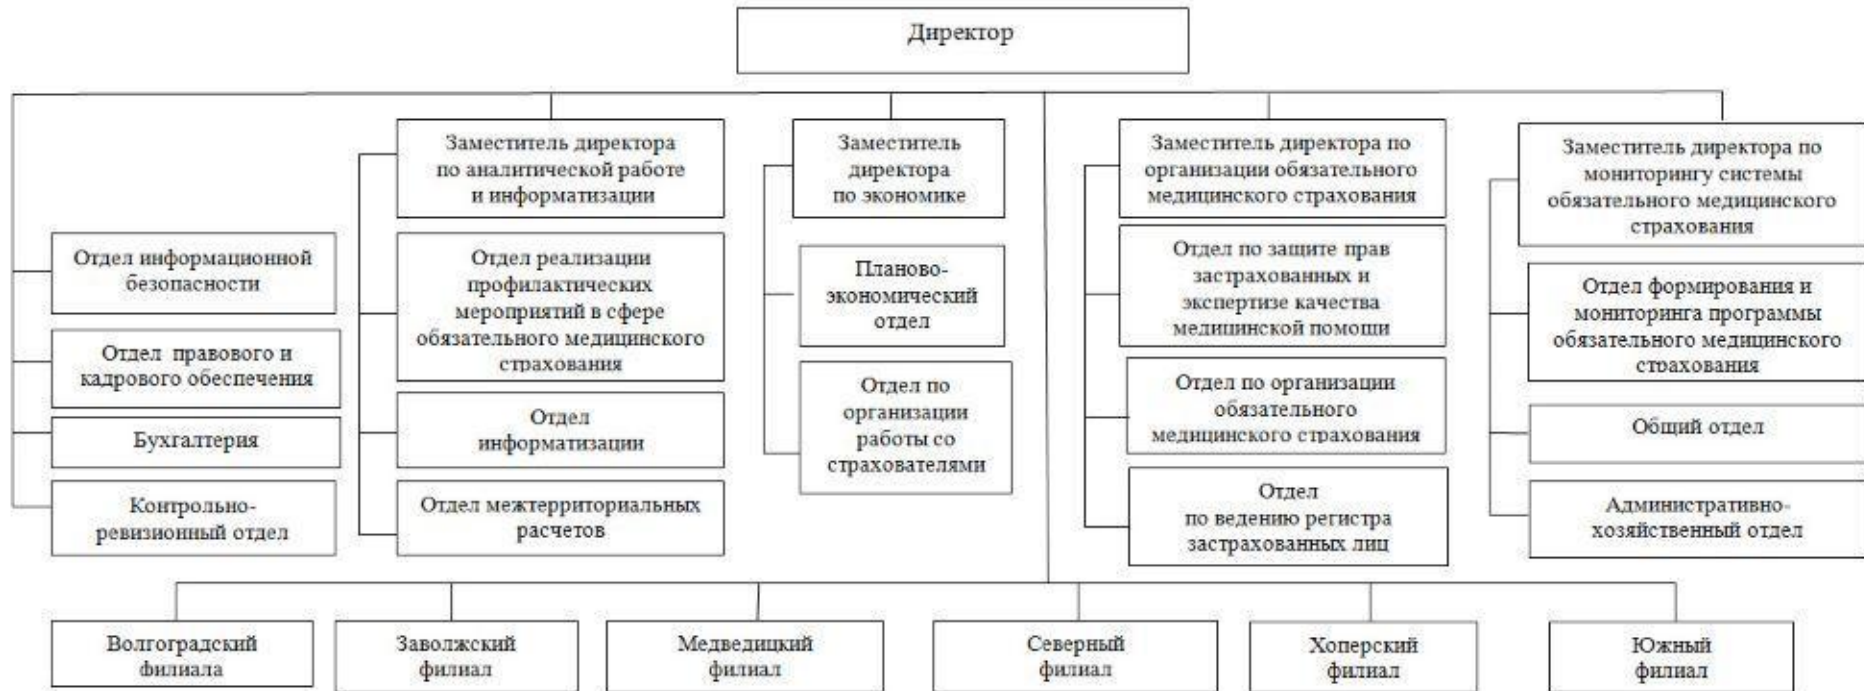 Директор
Отдел информационной
безопасности
Отдел правового и
кадрового обеспечения
Бухгалтерия
Контрольно-
ревизионный отдел
Заместитель директора
по аналитической работе
и информатизации
Отдел реализации
профилактических
мероприятий в сфере
обязательного медицинского
страхования
Отдел
информатизации
Отдел межтерриториальных
расчетов
Заместитель
директора
по экономике
Планово-
экономический
отдел
Отдел по
организации
работы со
страхователями
Заместитель директора по
организации обязательного
медицинского страхования
Отдел по защите прав
застрахованных и
экспертизе качества
медицинской помощи
Отдел по организации
обязательного
медицинского страхования
Отдел
по ведению регистра
застрахованных лиц
Заместитель директора по
мониторингу системы
обязательного медицинского
страхования
Отдел формирования и
мониторинга программы
обязательного медицинского
страхования
Общий отдел
Административно-
хозяйственный отдел
Волгоградский
филиала
Заволжский
филиал
Медведицкий
филиал
Северный
филиал
Хоперский
филиал
Южный
филиал